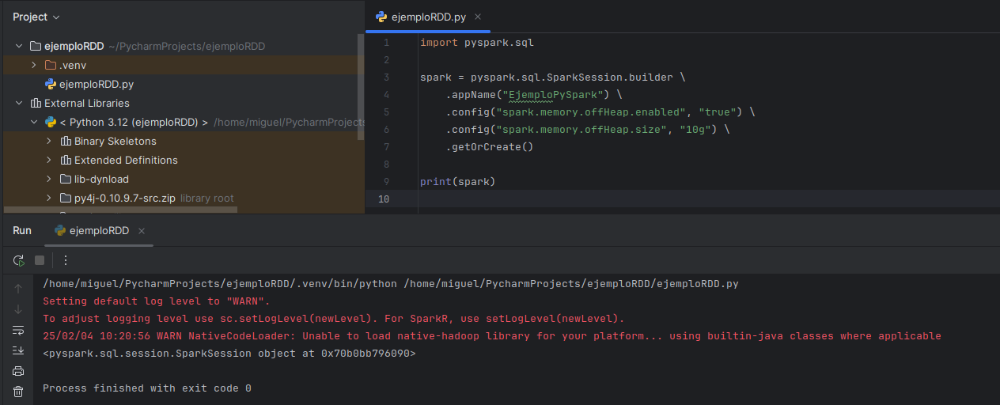 Project
ejemploRDD ~/PycharmProjects/ejemploRDD
.venv
ejemploRDD.py
External Libraries
< Python 3.12 (ejemploRDD) > /home/miguel/PycharmProjects
Binary Skeletons
Extended Definitions
lib-dynload
py4j-0.10.9.7-src.zip library root
ejemploRDD.py
1 import pyspark.sql
2
3 spark = pyspark.sql.SparkSession.builder \
4 .appName("EjemploPySpark") \
5 .config("spark.memory.offHeap.enabled", "true") \
6 .config("spark.memory.offHeap.size", "10g") \
7 .getOrCreate()
8
9 print(spark)
10
Run ejemploRDD
/home/miguel/PycharmProjects/ejemploRDD/.venv/bin/python /home/miguel/PycharmProjects/ejemploRDD/ejemploRDD.py
Setting default log level to "WARN".
To adjust logging level use sc.setLogLevel(newLevel). For SparkR, use setLogLevel(newLevel).
25/02/04 10:20:56 WARN NativeCodeLoader: Unable to load native-hadoop library for your platform... using builtin-java classes where applicable
<pyspark.sql.session.SparkSession object at 0x70b0bb796090>
Process finished with exit code 0